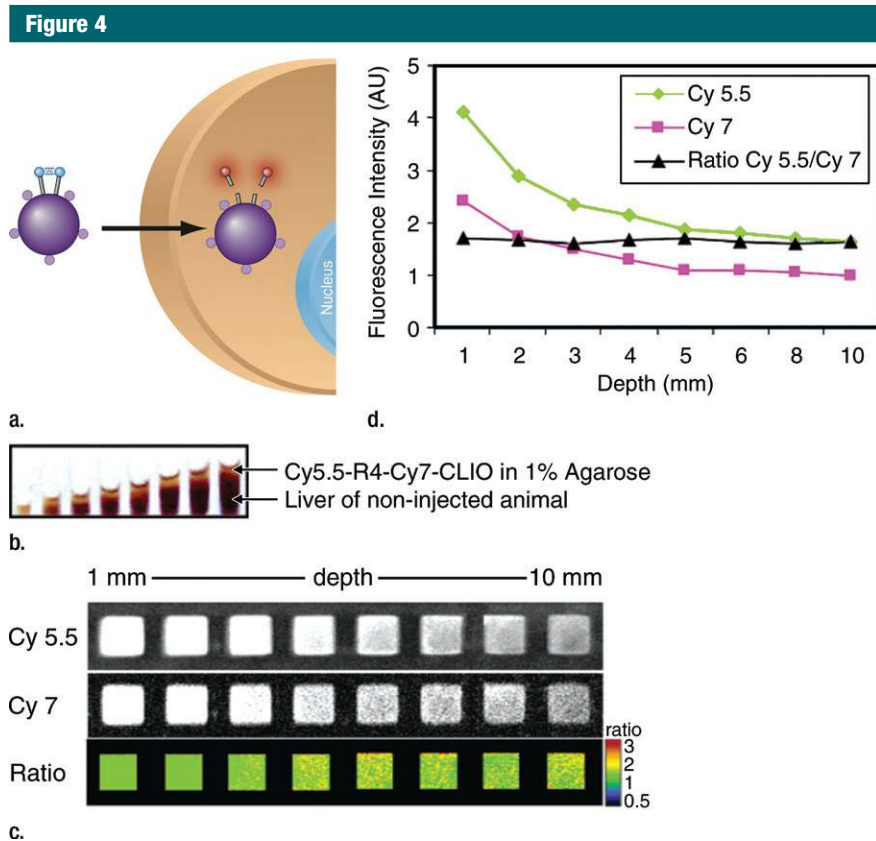 Figure 4
Nucleus
a.
Fluorescence Intensity (AU)
5
4
3
2
1
0
Cy 5.5
Cy 7
Ratio Cy 5.5/Cy 7
1 2 3 4 5 6 8 10
Depth (mm)
d.
Cy5.5-R4-Cy7-CLIO in 1% Agarose
Liver of non-injected animal
b.
1 mm depth 10 mm
Cy 5.5
Cy 7
Ratio
ratio
3
2
1
0.5
c.